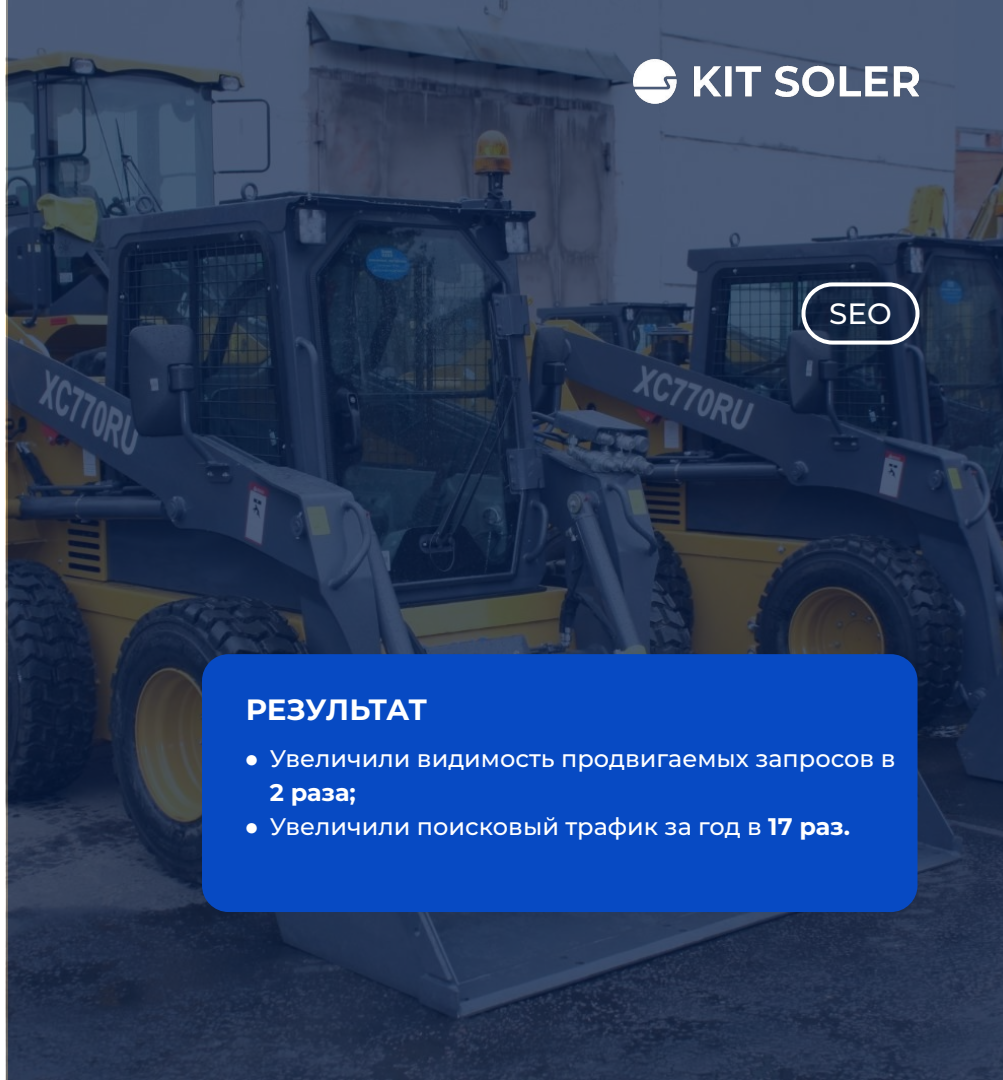 KIT SOLER
SEO
XC770RU
XC770RU
РЕЗУЛЬТАТ
• Увеличили видимость продвигаемых запросов в
2 раза;
• Увеличили поисковый трафик за год в 17 раз.